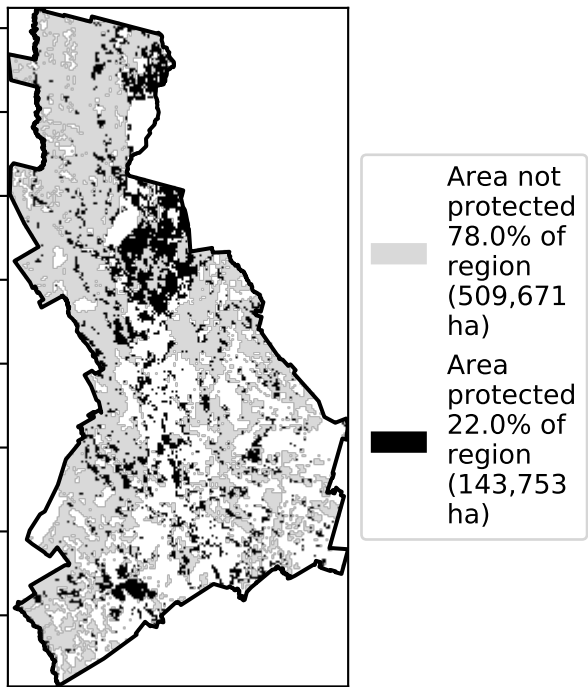 Area not
protected
78.0% of
region
(509,671
ha)
Area
protected
22.0% of
region
(143,753
ha)